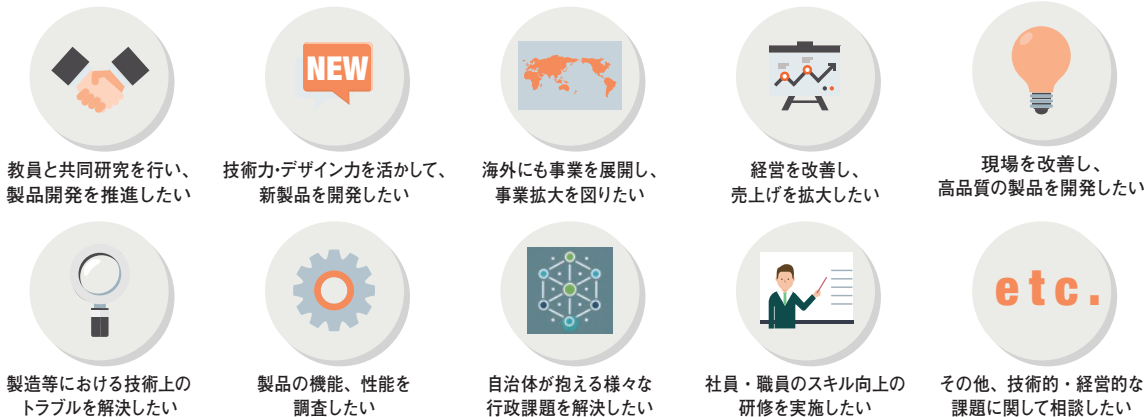 NEW
教員と共同研究を行い、
製品開発を推進したい
技術力・デザイン力を活かして、
新製品を開発したい
海外にも事業を展開し、
事業拡大を図りたい
経営を改善し、
売上げを拡大したい
現場を改善し、
高品質の製品を開発したい
製造等における技術上の
トラブルを解決したい
製品の機能、性能を
調査したい
自治体が抱える様々な
行政課題を解決したい
社員・職員のスキル向上の
研修を実施したい
etc.
その他、技術的・経営的な
課題に関して相談したい